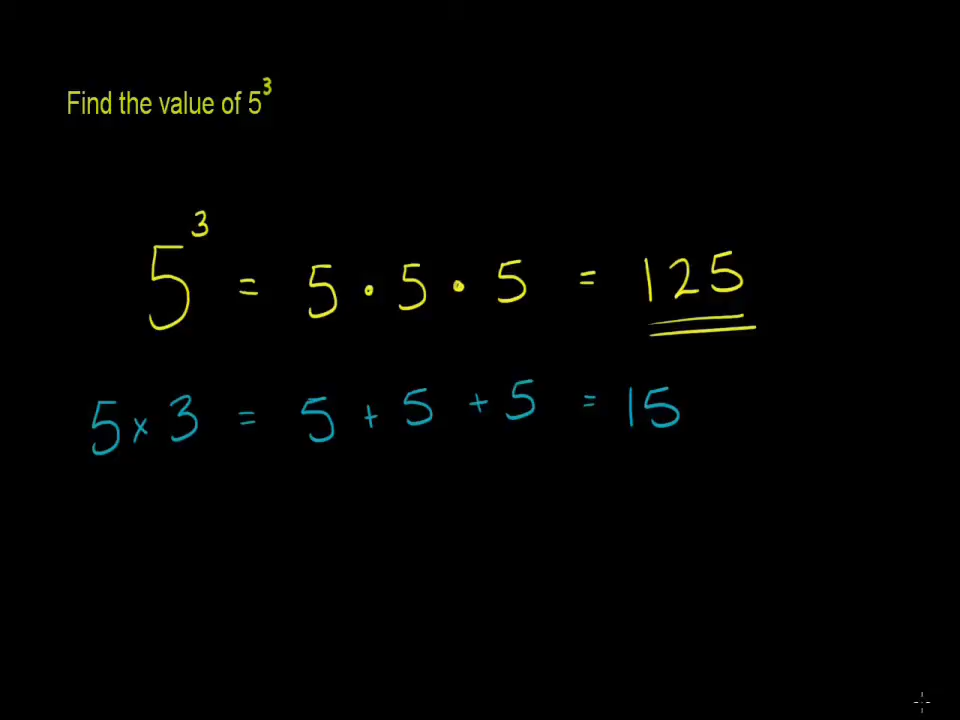 Find the value of 5³
5³ = 5 · 5 · 5 = 125
5 × 3 = 5 + 5 + 5 = 15